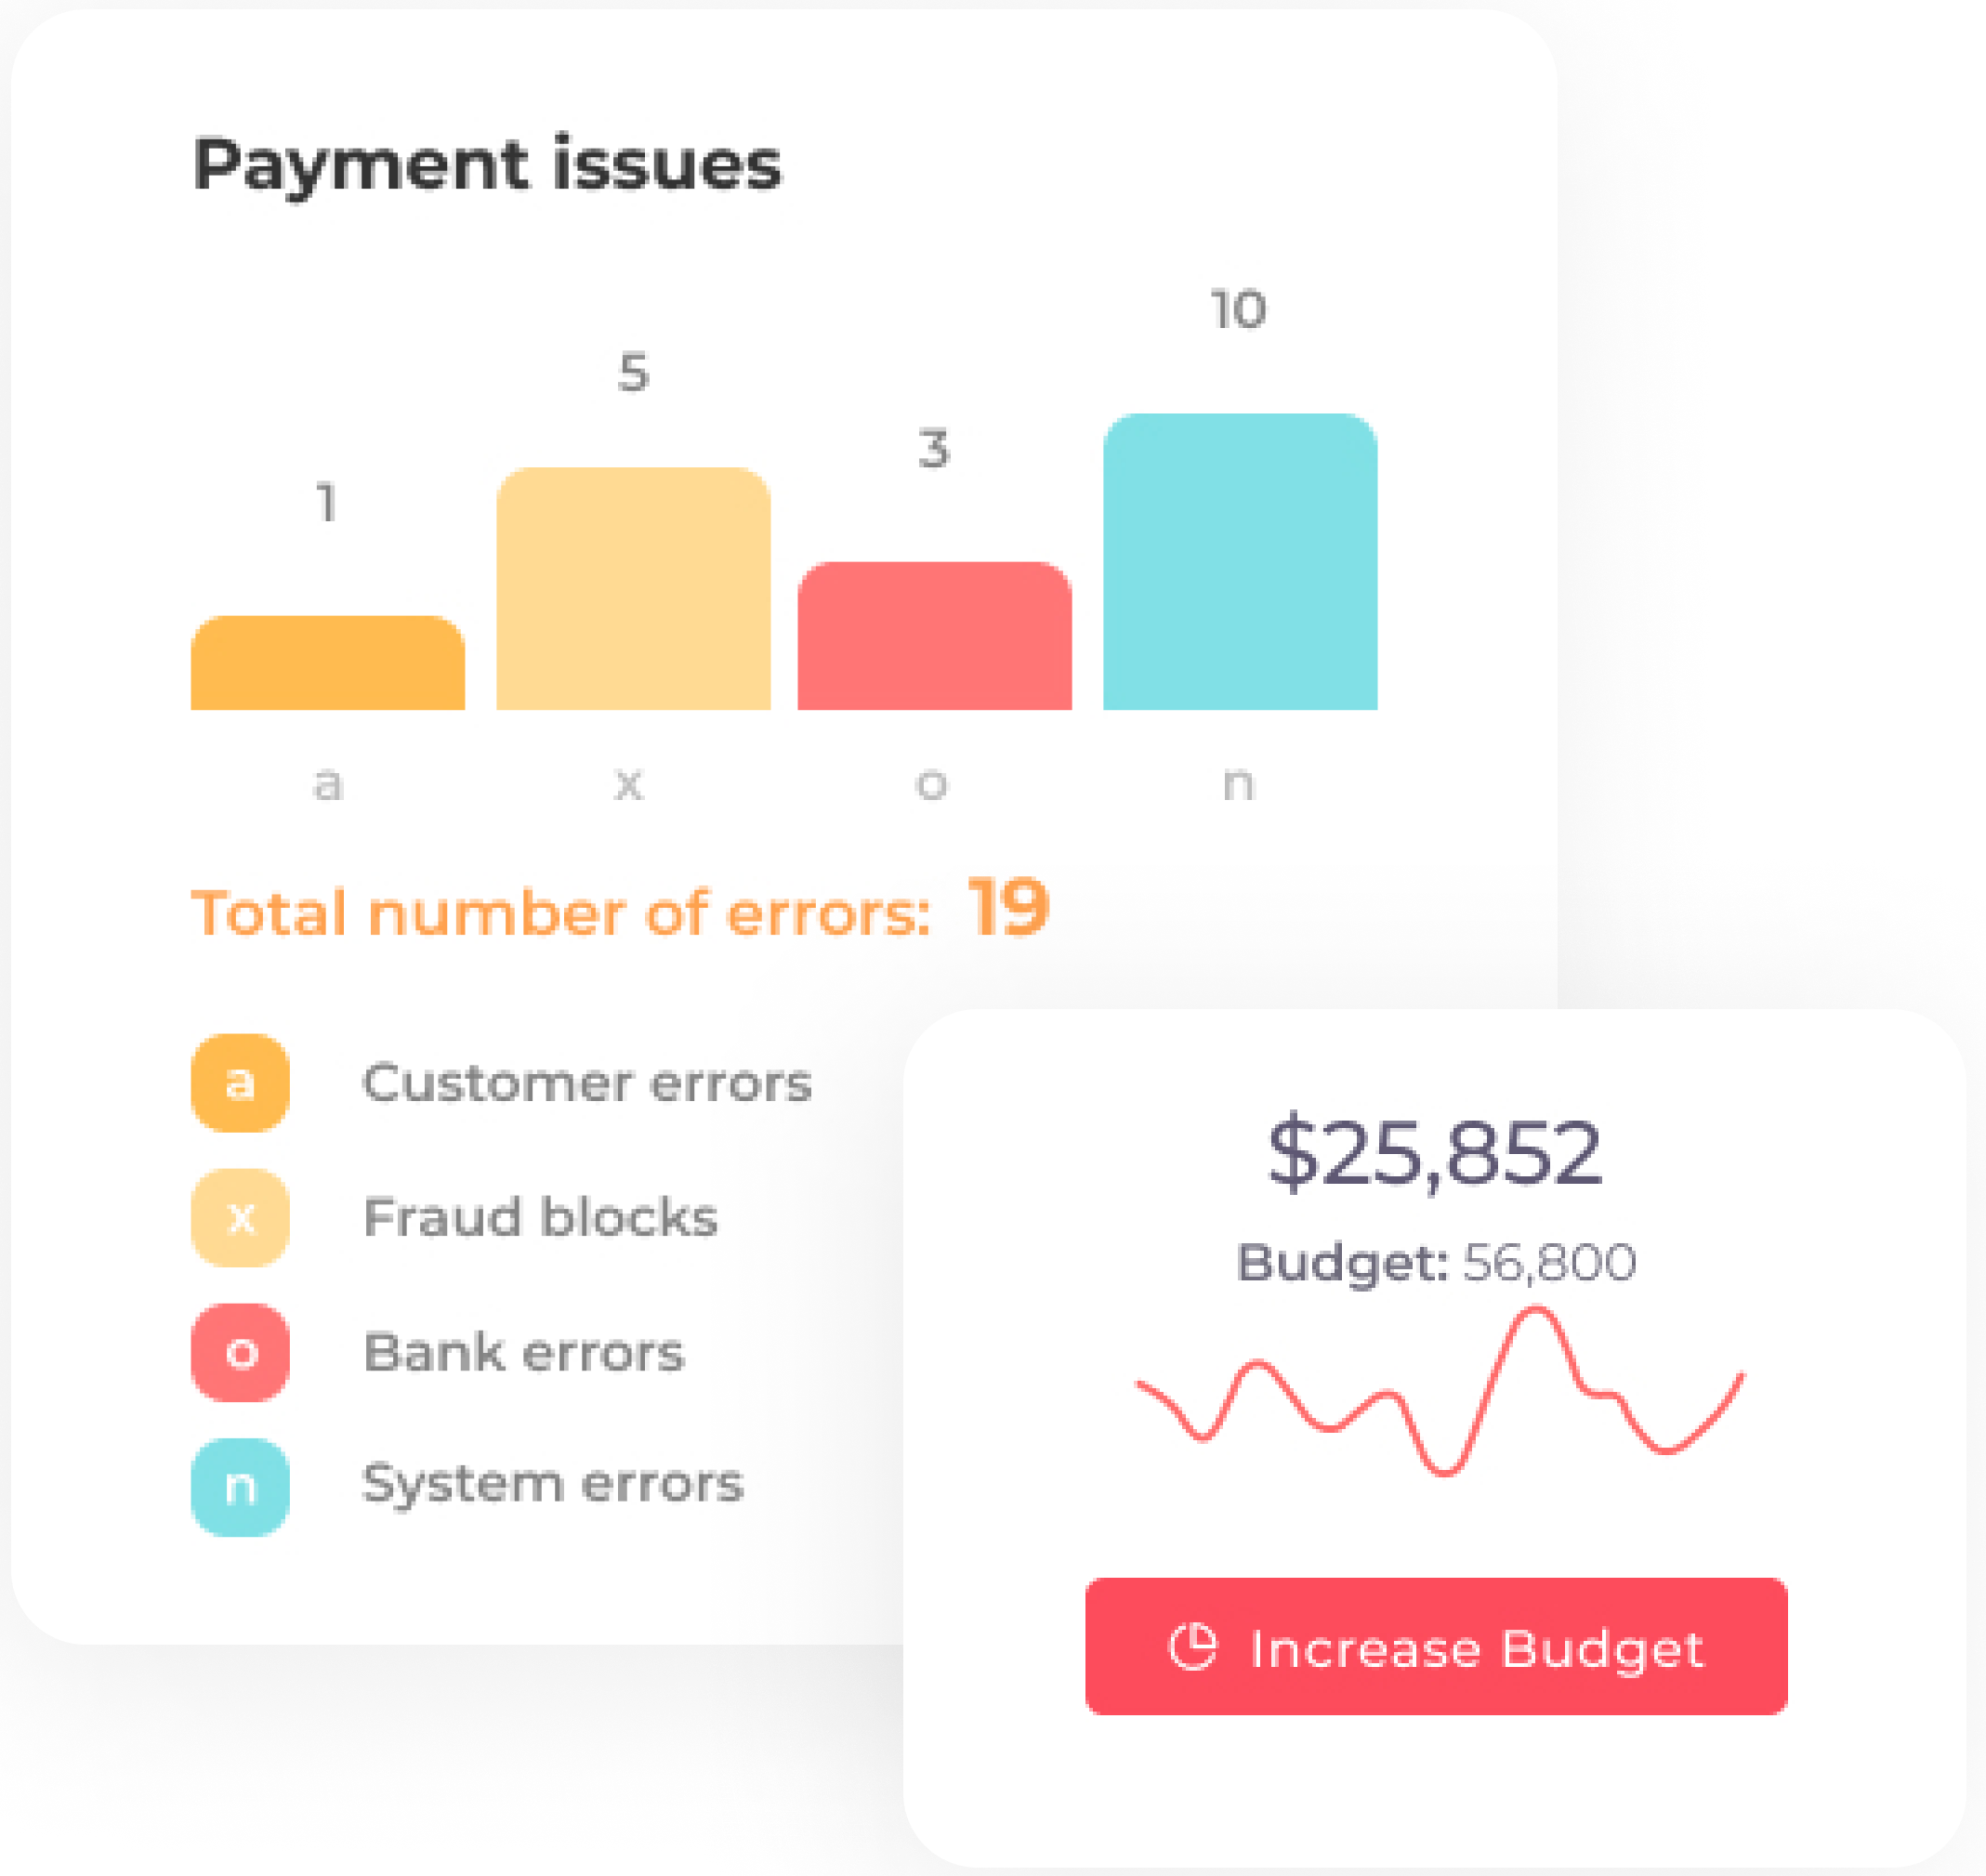 Payment issues
1
5
3
10
a
x
o
n
Total number of errors: 19
a Customer errors
x Fraud blocks
o Bank errors
n System errors
$25,852
Budget: 56,800
Increase Budget